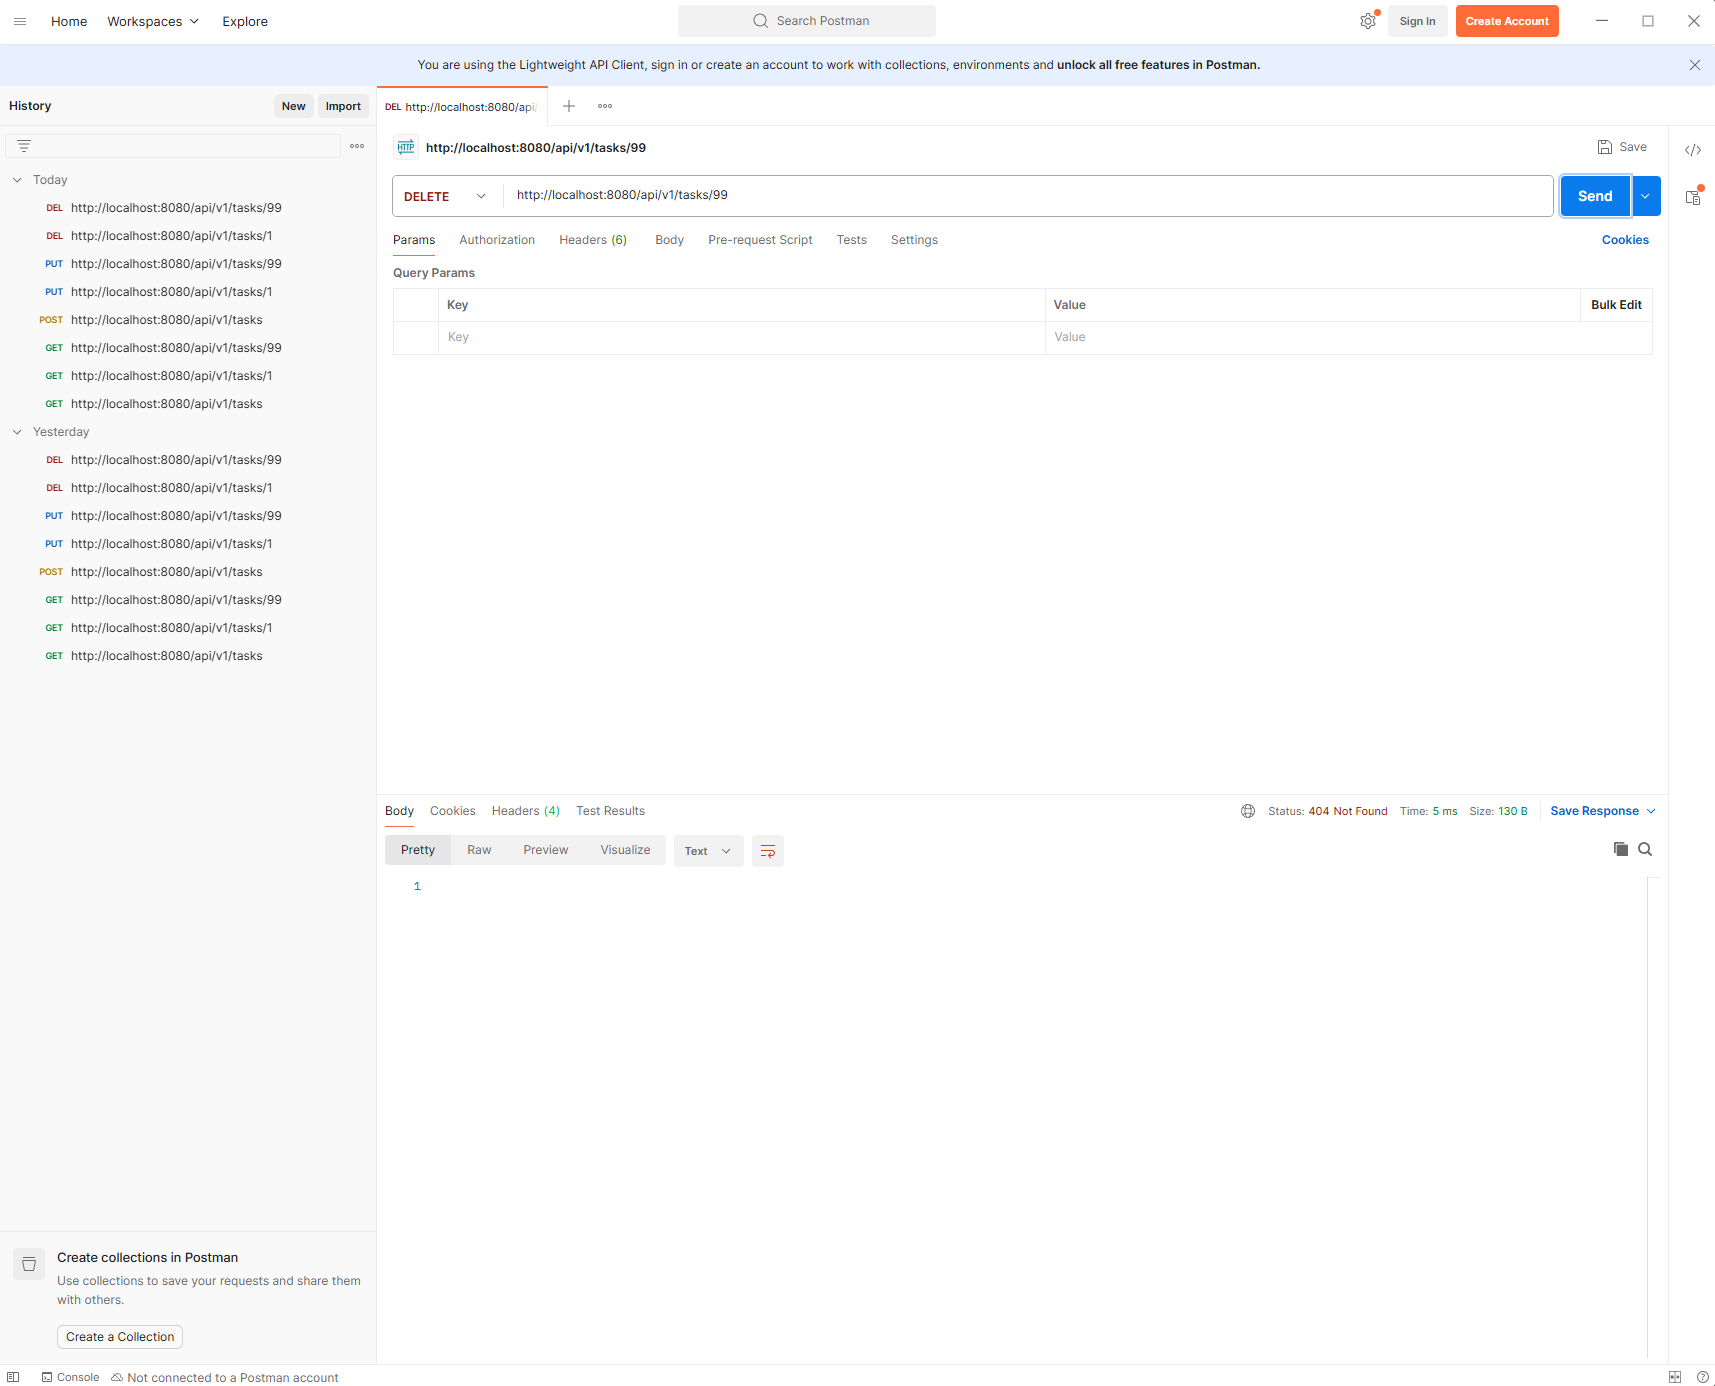 Home Workspaces Explore Search Postman Sign In Create Account
You are using the Lightweight API Client, sign in or create an account to work with collections, environments and unlock all free features in Postman.
History New Import
Today
DEL http://localhost:8080/api/v1/tasks/99
DEL http://localhost:8080/api/v1/tasks/1
PUT http://localhost:8080/api/v1/tasks/99
PUT http://localhost:8080/api/v1/tasks/1
POST http://localhost:8080/api/v1/tasks
GET http://localhost:8080/api/v1/tasks/99
GET http://localhost:8080/api/v1/tasks/1
GET http://localhost:8080/api/v1/tasks
Yesterday
DEL http://localhost:8080/api/v1/tasks/99
DEL http://localhost:8080/api/v1/tasks/1
PUT http://localhost:8080/api/v1/tasks/99
PUT http://localhost:8080/api/v1/tasks/1
POST http://localhost:8080/api/v1/tasks
GET http://localhost:8080/api/v1/tasks/99
GET http://localhost:8080/api/v1/tasks/1
GET http://localhost:8080/api/v1/tasks
Create collections in Postman
Use collections to save your requests and share them
with others.
Create a Collection
DEL http://localhost:8080/api/
HTTP http://localhost:8080/api/v1/tasks/99 Save
DELETE http://localhost:8080/api/v1/tasks/99 Send
Params Authorization Headers (6) Body Pre-request Script Tests Settings Cookies
Query Params
Key Value Bulk Edit
Key Value
Body Cookies Headers (4) Test Results Status: 404 Not Found Time: 5 ms Size: 130 B Save Response
Pretty Raw Preview Visualize Text
1
Console Not connected to a Postman account